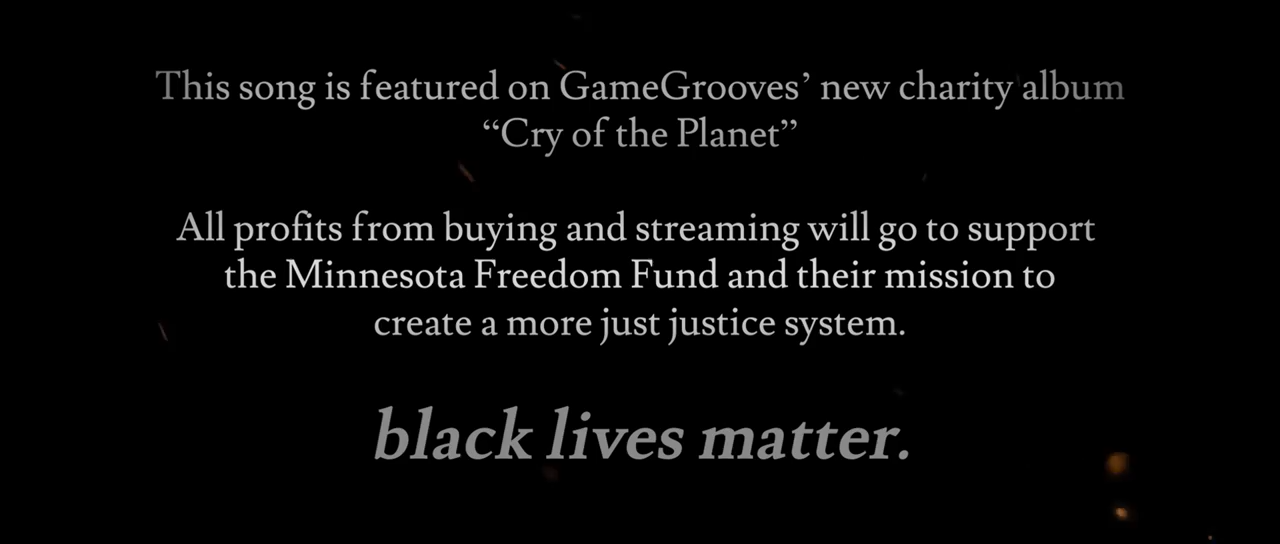 This song is featured on GameGrooves’ new charity album
“Cry of the Planet”
All profits from buying and streaming will go to support
the Minnesota Freedom Fund and their mission to
create a more just justice system.
black lives matter.